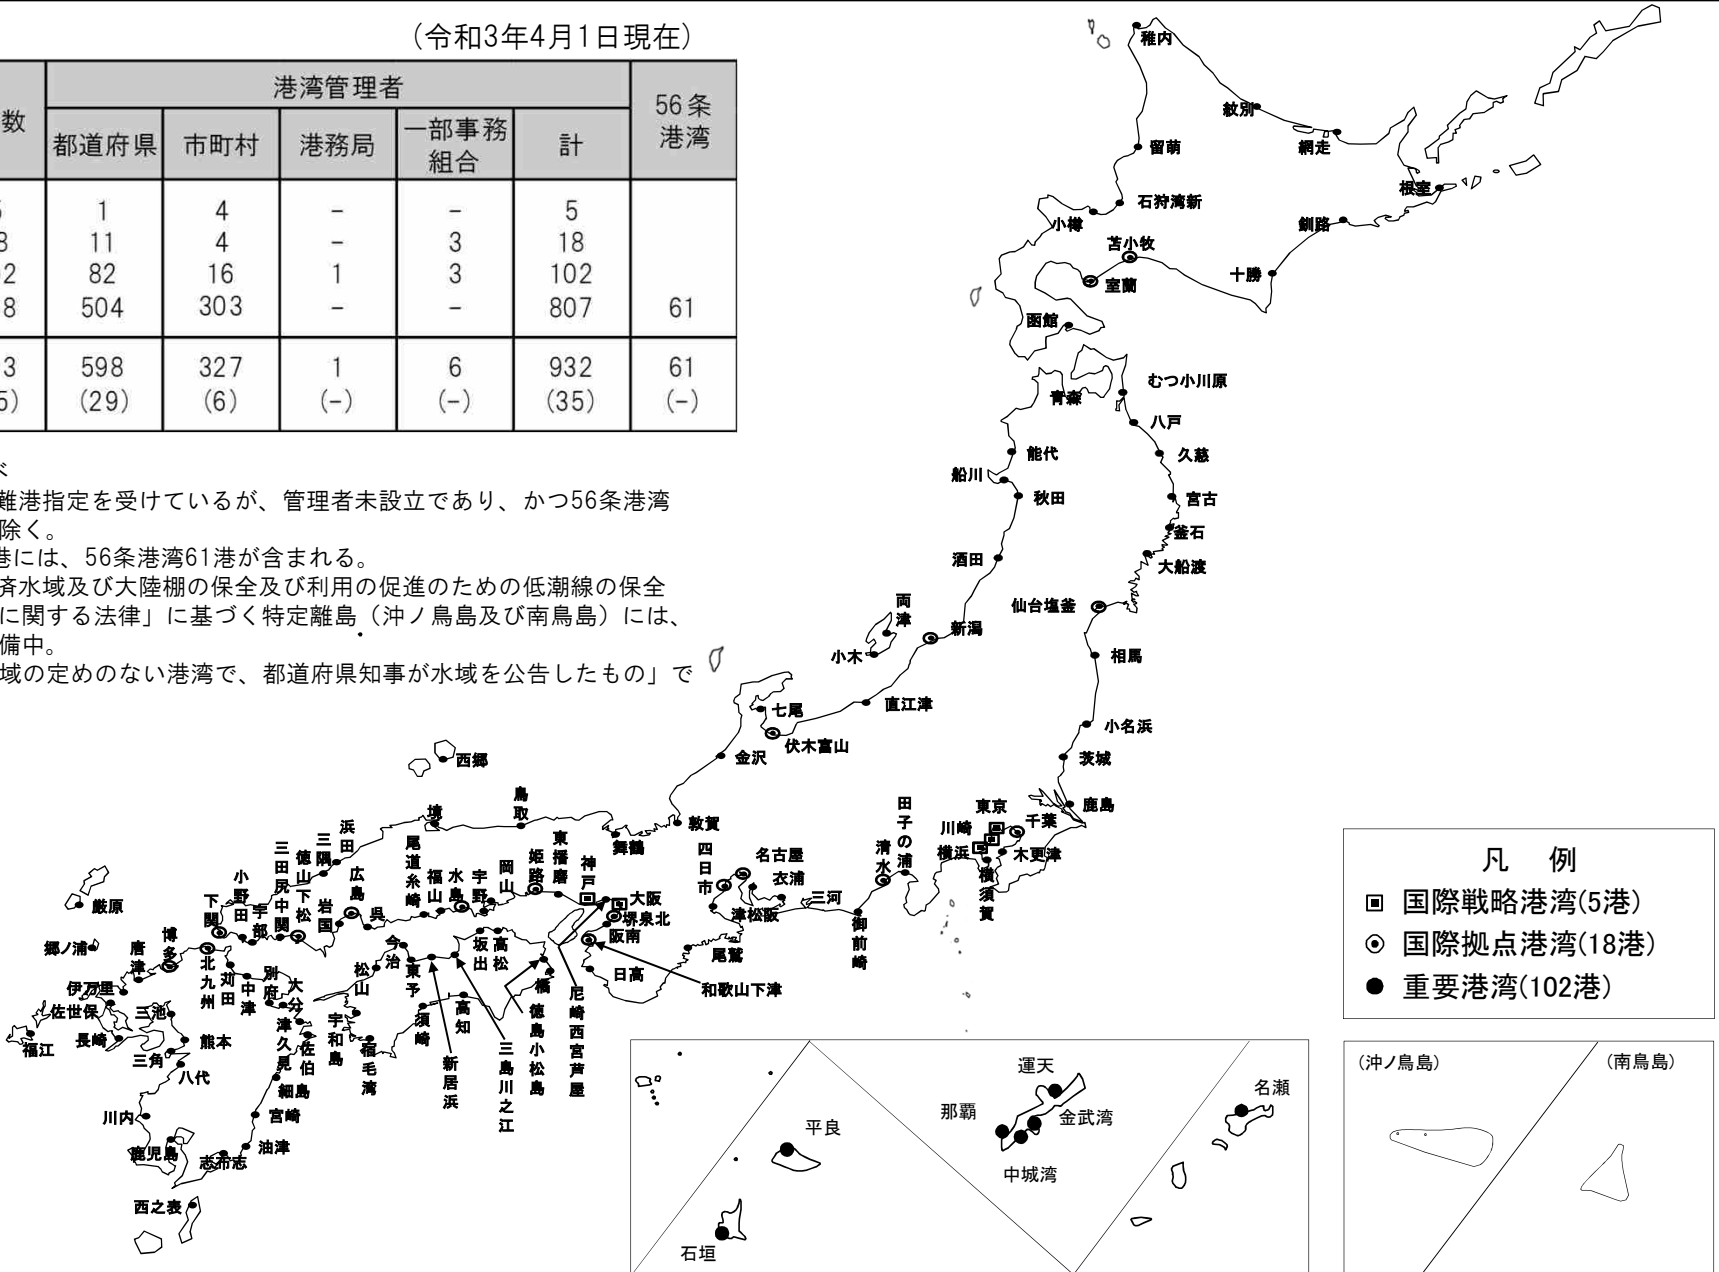 (令和3年4月1日現在)
数 港湾管理者 56条港湾
都道府県 市町村 港務局 一部事務組合 計
1 4 - - 5
11 4 - 3 18
82 16 1 3 102
504 303 - - 807 61
598 327 1 6 932 61
(29) (6) (-) (-) (35) (-)
難港指定を受けているが、管理者未設立であり、かつ56条港湾
除く。
港には、56条港湾61港が含まれる。
済水域及び大陸棚の保全及び利用の促進のための低潮線の保全
に関する法律」に基づく特定離島(沖ノ鳥島及び南鳥島)には、
備中。
域の定めのない港湾で、都道府県知事が水域を公告したもの」で
稚内
紋別
網走
留萌
根室
石狩湾新
小樽
釧路
苫小牧
十勝
室蘭
函館
むつ小川原
青森
八戸
能代
久慈
船川
秋田
宮古
釜石
酒田
大船渡
両津
仙台塩釜
新潟
小木
相馬
七尾
直江津
小名浜
伏木富山
金沢
茨城
西郷
鹿島
東京
千葉
川崎
横浜
木更津
横須賀
田子の浦
清水
御前崎
三河
衣浦
名古屋
四日市
津松阪
尾鷲
敦賀
舞鶴
鳥取
境
浜田
三隅
東播磨
神戸
姫路
岡山
宇野
水島
福山
尾道糸崎
広島
呉
岩国
徳山下松
三田尻中関
宇部
小野田
下関
大阪
堺泉北
阪南
日高
和歌山下津
尼崎西宮芦屋
徳島小松島
橘
高松
坂出
三島川之江
新居浜
東予
今治
松山
高知
須崎
宿毛湾
宇和島
厳原
郷ノ浦
博多
唐津
北九州
苅田
中津
別府
大分
津久見
佐伯
細島
宮崎
油津
志布志
鹿児島
川内
八代
三角
熊本
三池
長崎
佐世保
伊万里
福江
西之表
凡 例
国際戦略港湾(5港)
国際拠点港湾(18港)
重要港湾(102港)
平良
石垣
運天
那覇
金武湾
中城湾
名瀬
(沖ノ鳥島)
(南鳥島)